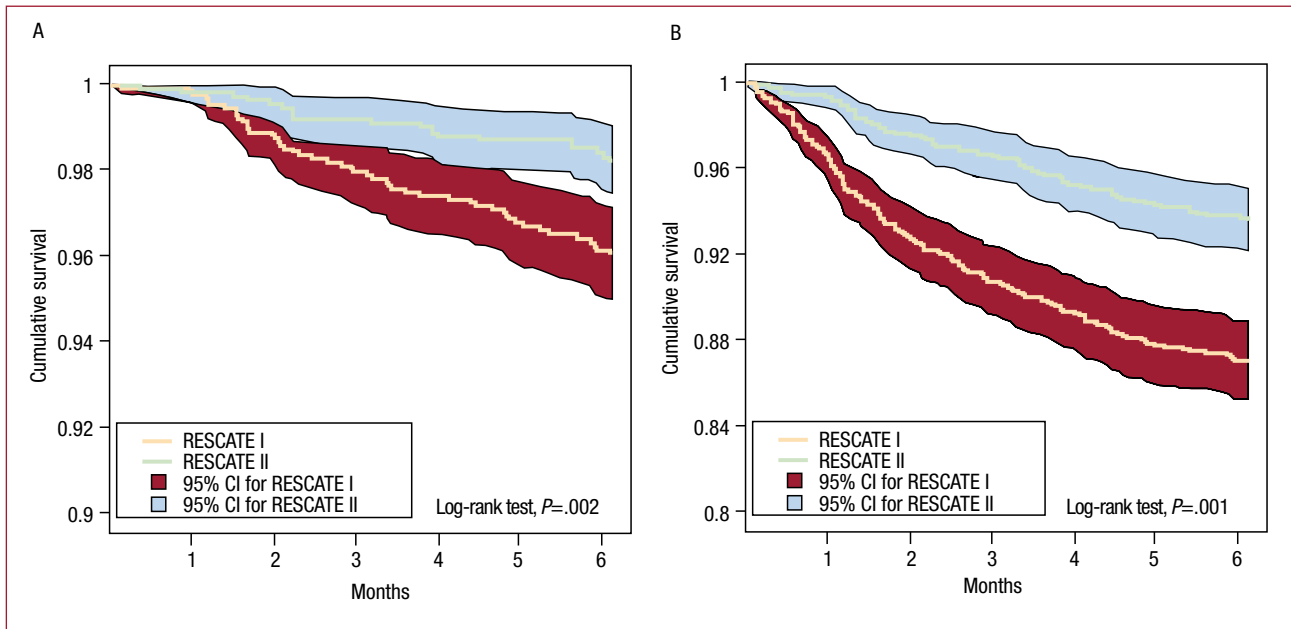 A
Cumulative survival
1
0.98
0.96
0.94
0.92
0.9
RESCATE I
RESCATE II
95% CI for RESCATE I
95% CI for RESCATE II
Log-rank test, P=.002
1 2 3 4 5 6
Months
B
Cumulative survival
1
0.96
0.92
0.88
0.84
0.8
RESCATE I
RESCATE II
95% CI for RESCATE I
95% CI for RESCATE II
Log-rank test, P=.001
1 2 3 4 5 6
Months